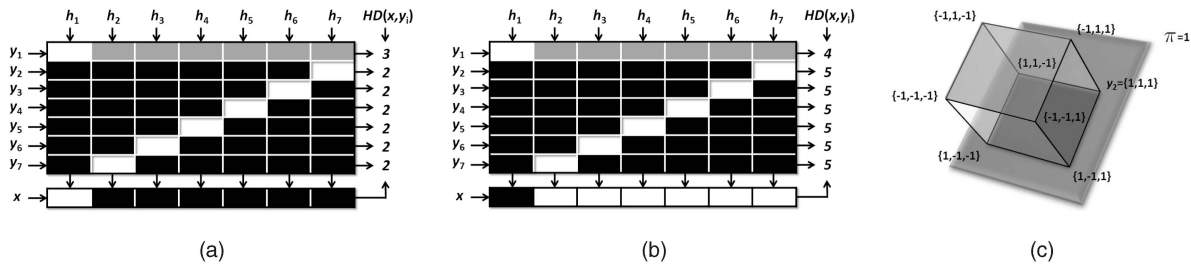 h1 h2 h3 h4 h5 h6 h7 HD(x,yi)
y1 3
y2 2
y3 2
y4 2
y5 2
y6 2
y7 2
x
(a)
h1 h2 h3 h4 h5 h6 h7 HD(x,yi)
y1 4
y2 5
y3 5
y4 5
y5 5
y6 5
y7 5
x
(b)
{-1,1,-1}
{-1,1,1}
π=1
{1,1,-1}
y2={1,1,1}
{-1,-1,-1}
{-1,-1,1}
{1,-1,-1}
{1,-1,1}
(c)